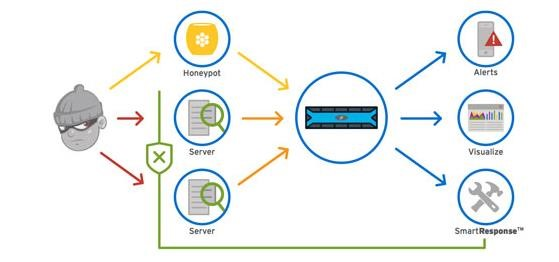 Honeypot
Alerts
Server
Visualize
Server
SmartResponse™